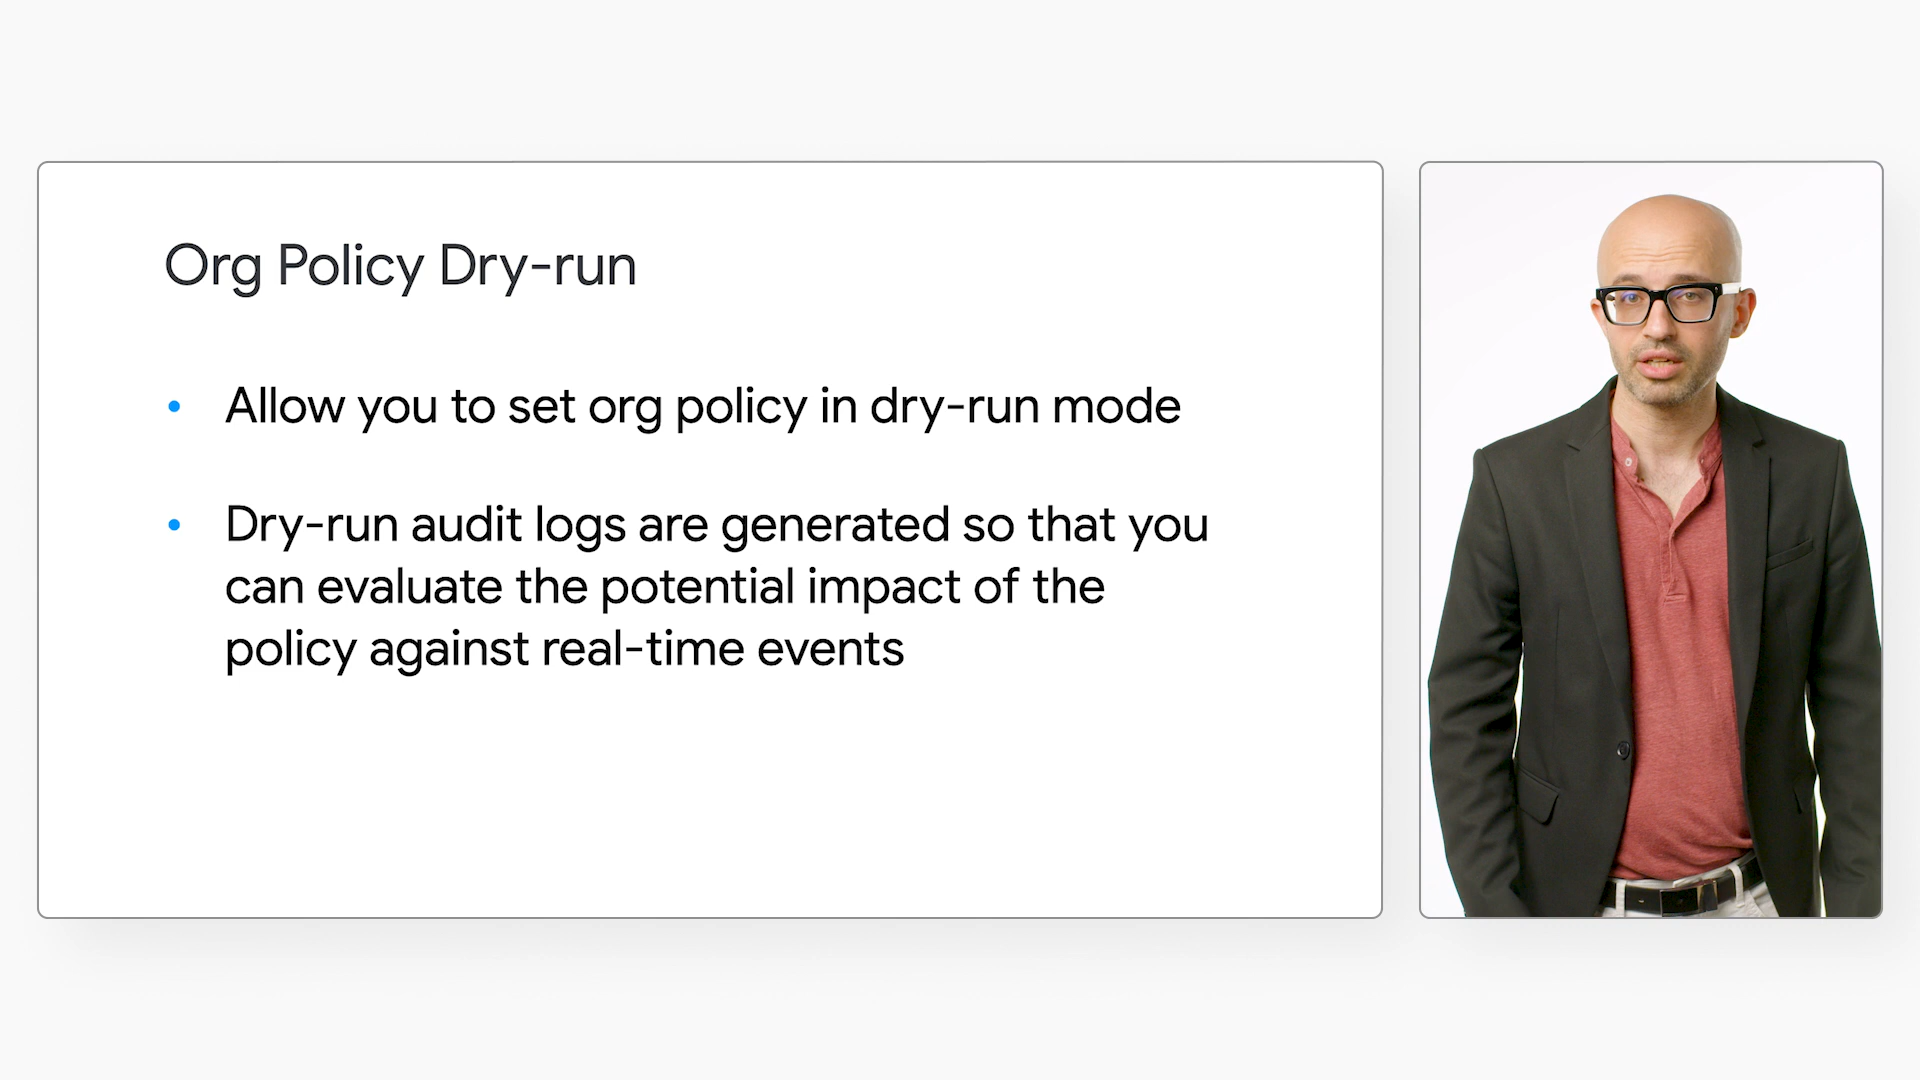 Org Policy Dry-run
• Allow you to set org policy in dry-run mode
• Dry-run audit logs are generated so that you
can evaluate the potential impact of the
policy against real-time events